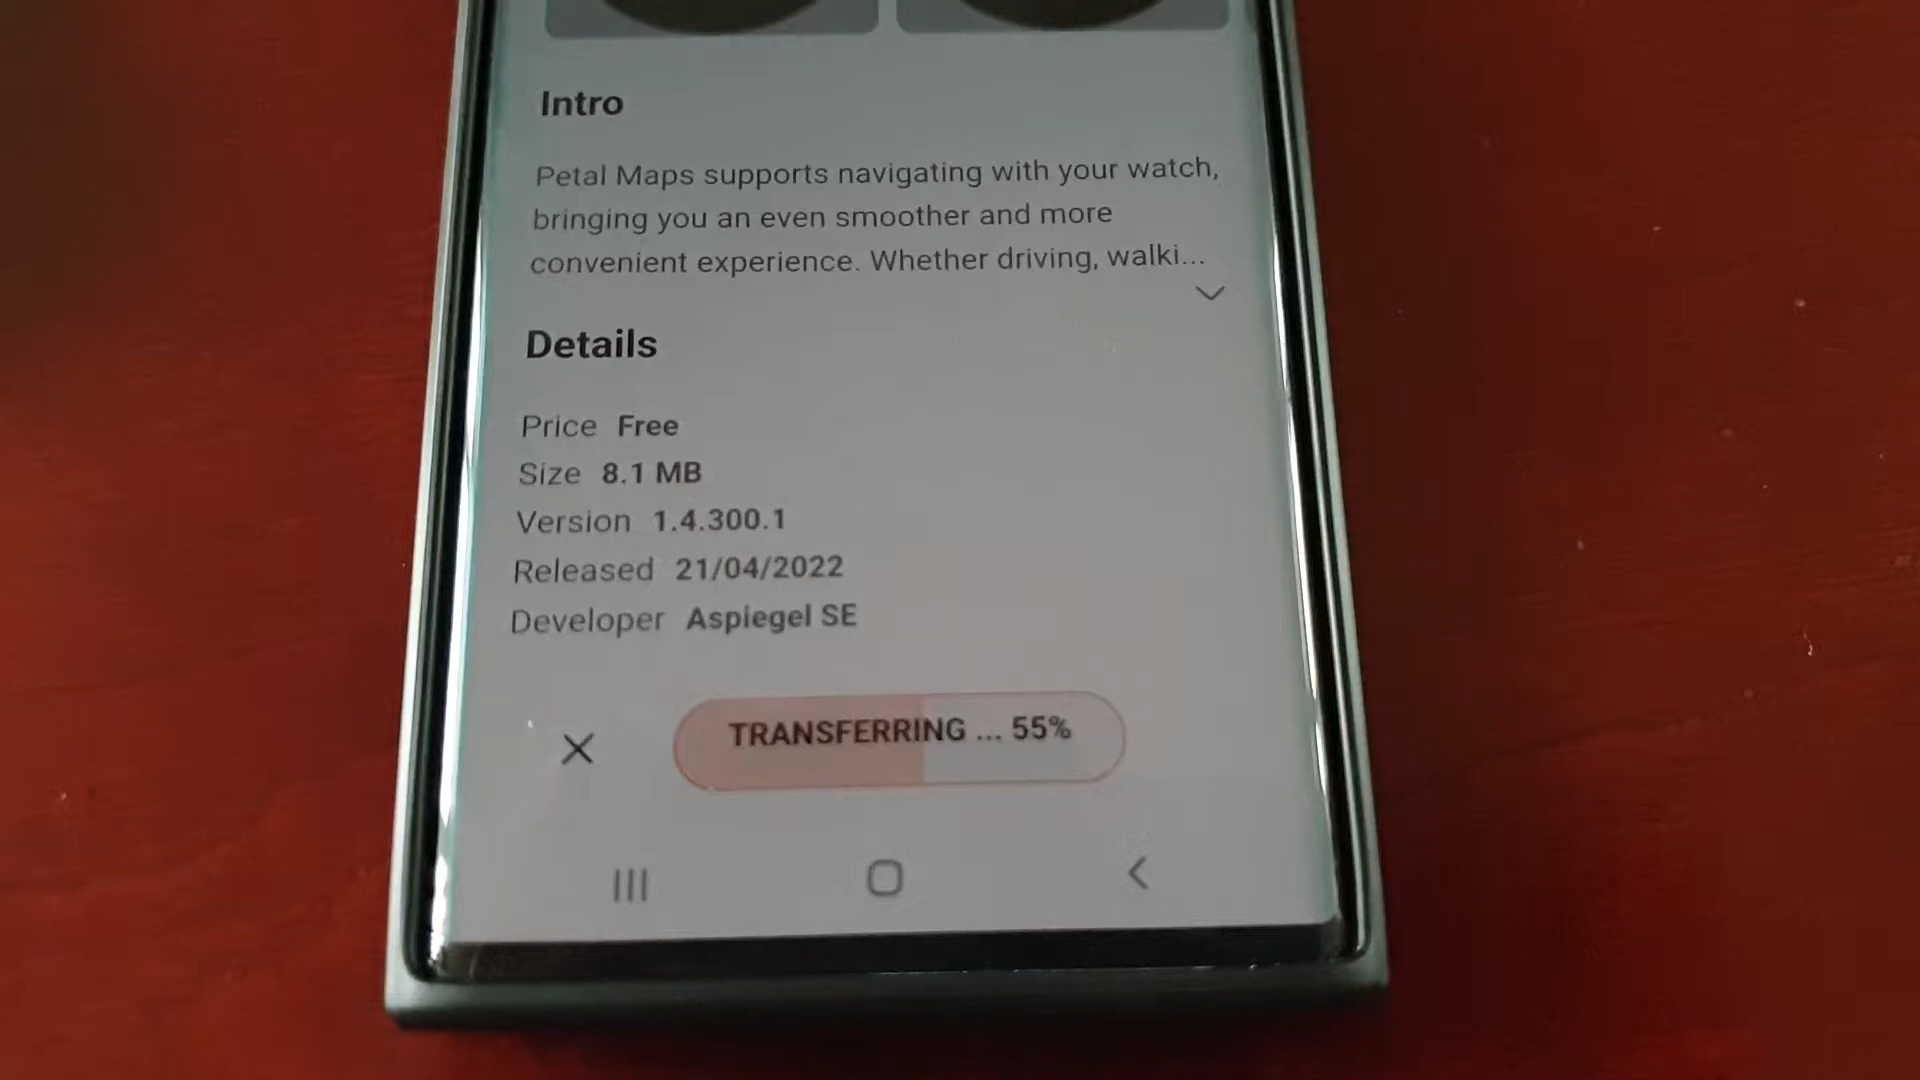 Intro
Petal Maps supports navigating with your watch,
bringing you an even smoother and more
convenient experience. Whether driving, walki...
Details
Price Free
Size 8.1 MB
Version 1.4.300.1
Released 21/04/2022
Developer Aspiegel SE
TRANSFERRING ... 55%